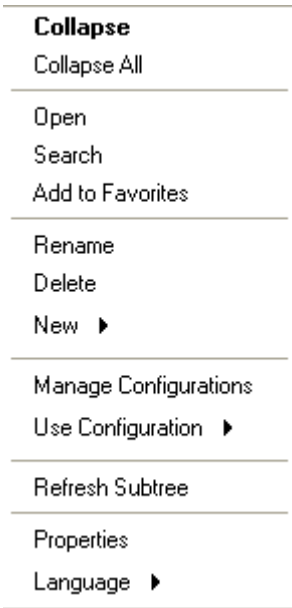 Collapse
Collapse All
Open
Search
Add to Favorites
Rename
Delete
New
Manage Configurations
Use Configuration
Refresh Subtree
Properties
Language